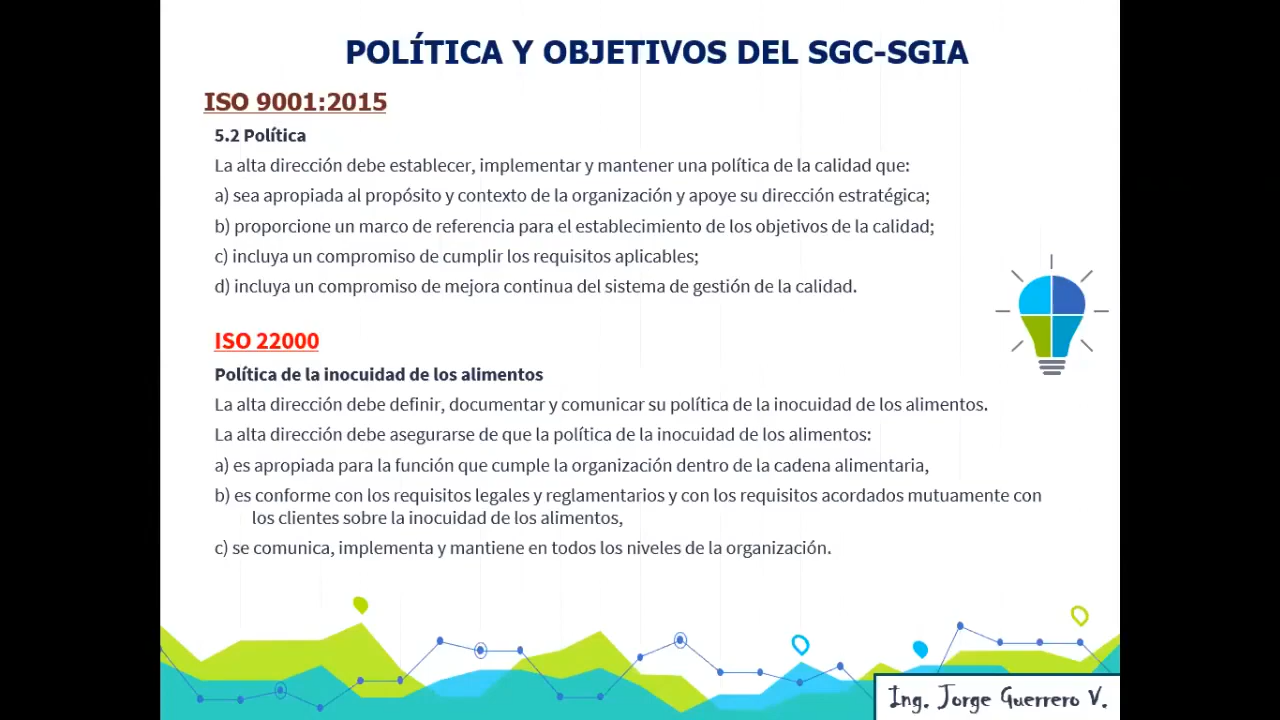 POLÍTICA Y OBJETIVOS DEL SGC-SGIA
ISO 9001:2015
5.2 Política
La alta dirección debe establecer, implementar y mantener una política de la calidad que:
a) sea apropiada al propósito y contexto de la organización y apoye su dirección estratégica;
b) proporcione un marco de referencia para el establecimiento de los objetivos de la calidad;
c) incluya un compromiso de cumplir los requisitos aplicables;
d) incluya un compromiso de mejora continua del sistema de gestión de la calidad.
ISO 22000
Política de la inocuidad de los alimentos
La alta dirección debe definir, documentar y comunicar su política de la inocuidad de los alimentos.
La alta dirección debe asegurarse de que la política de la inocuidad de los alimentos:
a) es apropiada para la función que cumple la organización dentro de la cadena alimentaria,
b) es conforme con los requisitos legales y reglamentarios y con los requisitos acordados mutuamente con
los clientes sobre la inocuidad de los alimentos,
c) se comunica, implementa y mantiene en todos los niveles de la organización.
Ing. Jorge Guerrero V.